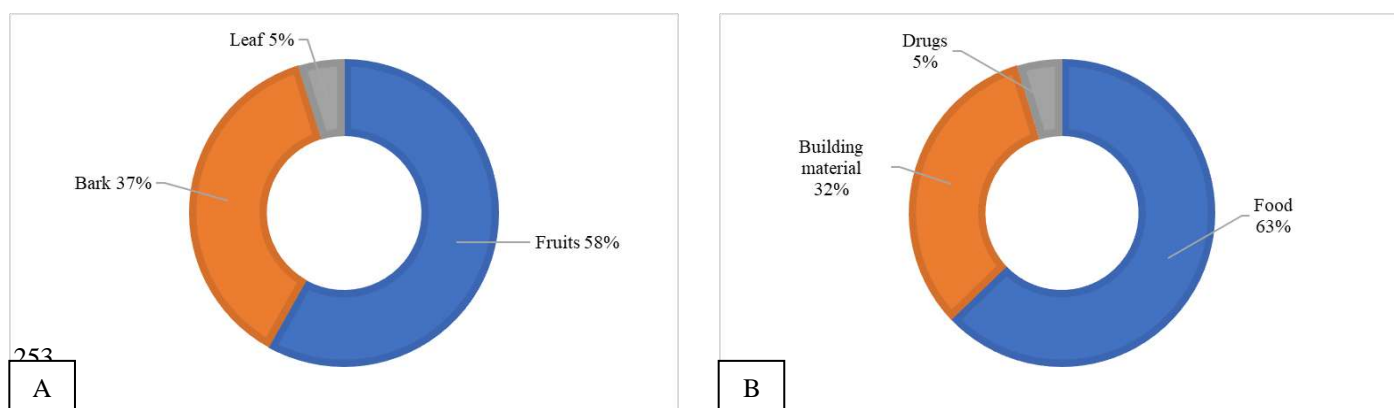 Leaf 5%
Bark 37%
Fruits 58%
253
A
Drugs
5%
Building
material
32%
Food
63%
B